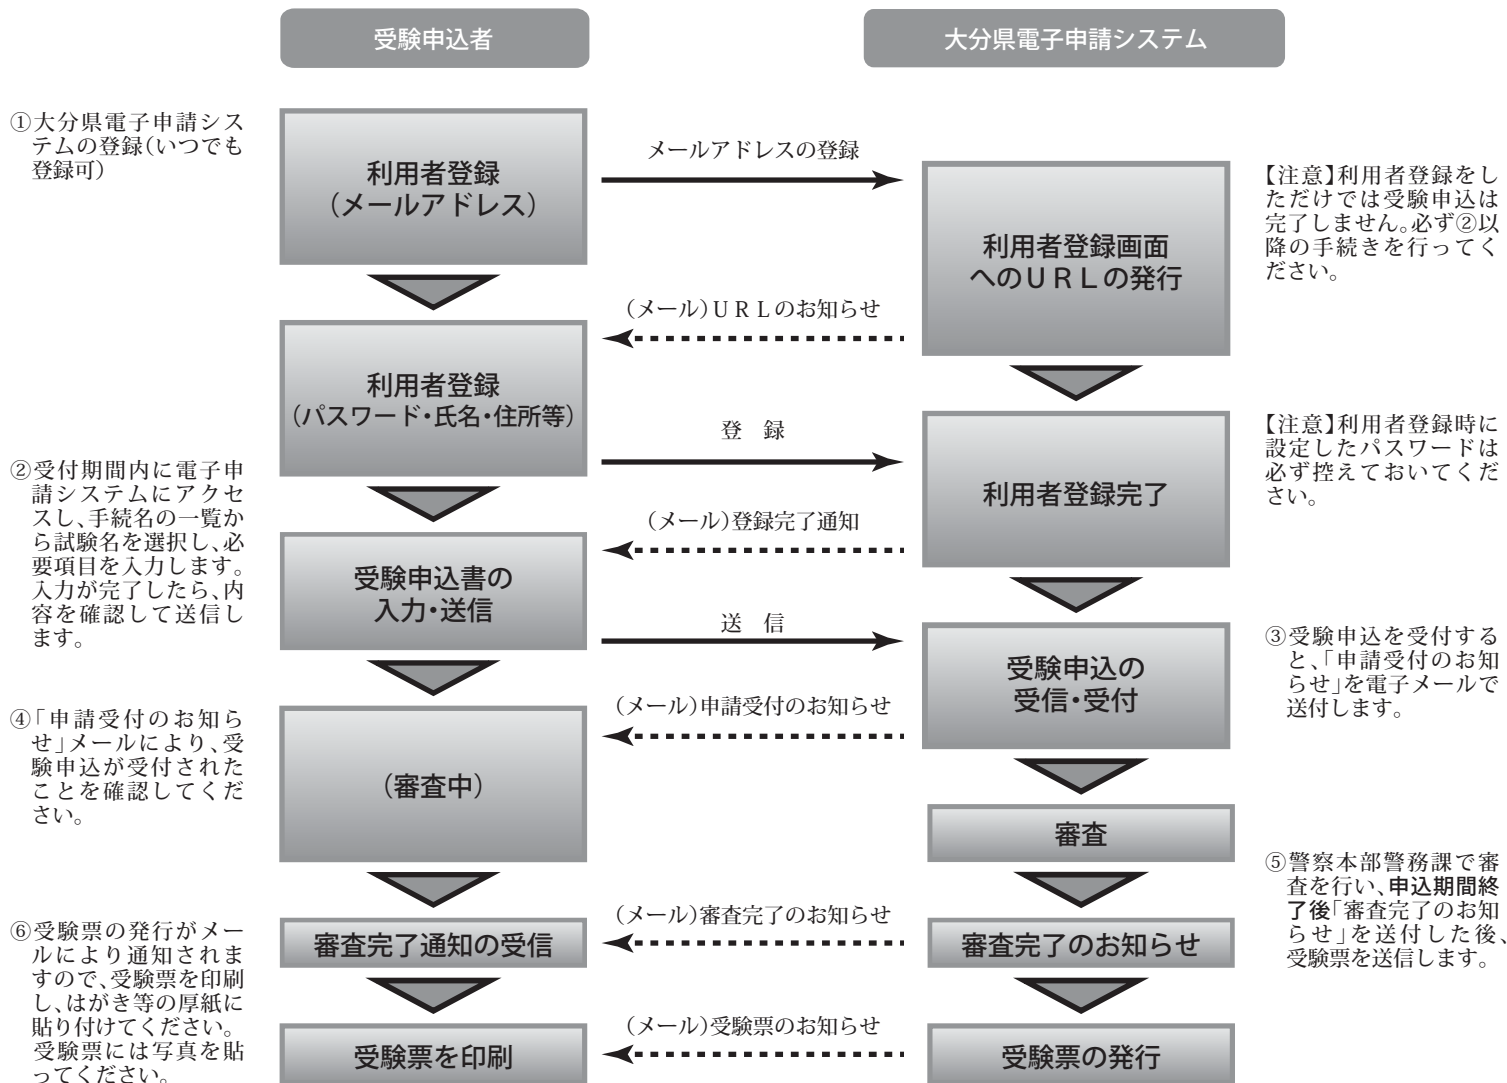 受験申込者
大分県電子申請システム
①大分県電子申請シス
テムの登録(いつでも
登録可)
利用者登録
(メールアドレス)
メールアドレスの登録
利用者登録画面
へのＵＲＬの発行
【注意】利用者登録をし
ただけでは受験申込は
完了しません。必ず②以
降の手続きを行ってく
ださい。
(メール)ＵＲＬのお知らせ
利用者登録
(パスワード・氏名・住所等)
登　録
利用者登録完了
【注意】利用者登録時に
設定したパスワードは
必ず控えておいてくだ
さい。
②受付期間内に電子申
請システムにアクセ
スし、手続名の一覧か
ら試験名を選択し、必
要項目を入力します。
入力が完了したら、内
容を確認して送信し
ます。
(メール)登録完了通知
受験申込書の
入力・送信
送　信
受験申込の
受信・受付
③受験申込を受付する
と、「申請受付のお知
らせ」を電子メールで
送付します。
④「申請受付のお知ら
せ」メールにより、受
験申込が受付された
ことを確認してくだ
さい。
(メール)申請受付のお知らせ
(審査中)
審査
⑤警察本部警務課で審
査を行い、申込期間終
了後「審査完了のお知
らせ」を送付した後、
受験票を送信します。
⑥受験票の発行がメー
ルにより通知されま
すので、受験票を印刷
し、はがき等の厚紙に
貼り付けてください。
受験票には写真を貼
ってください。
審査完了通知の受信
(メール)審査完了のお知らせ
審査完了のお知らせ
受験票を印刷
(メール)受験票のお知らせ
受験票の発行